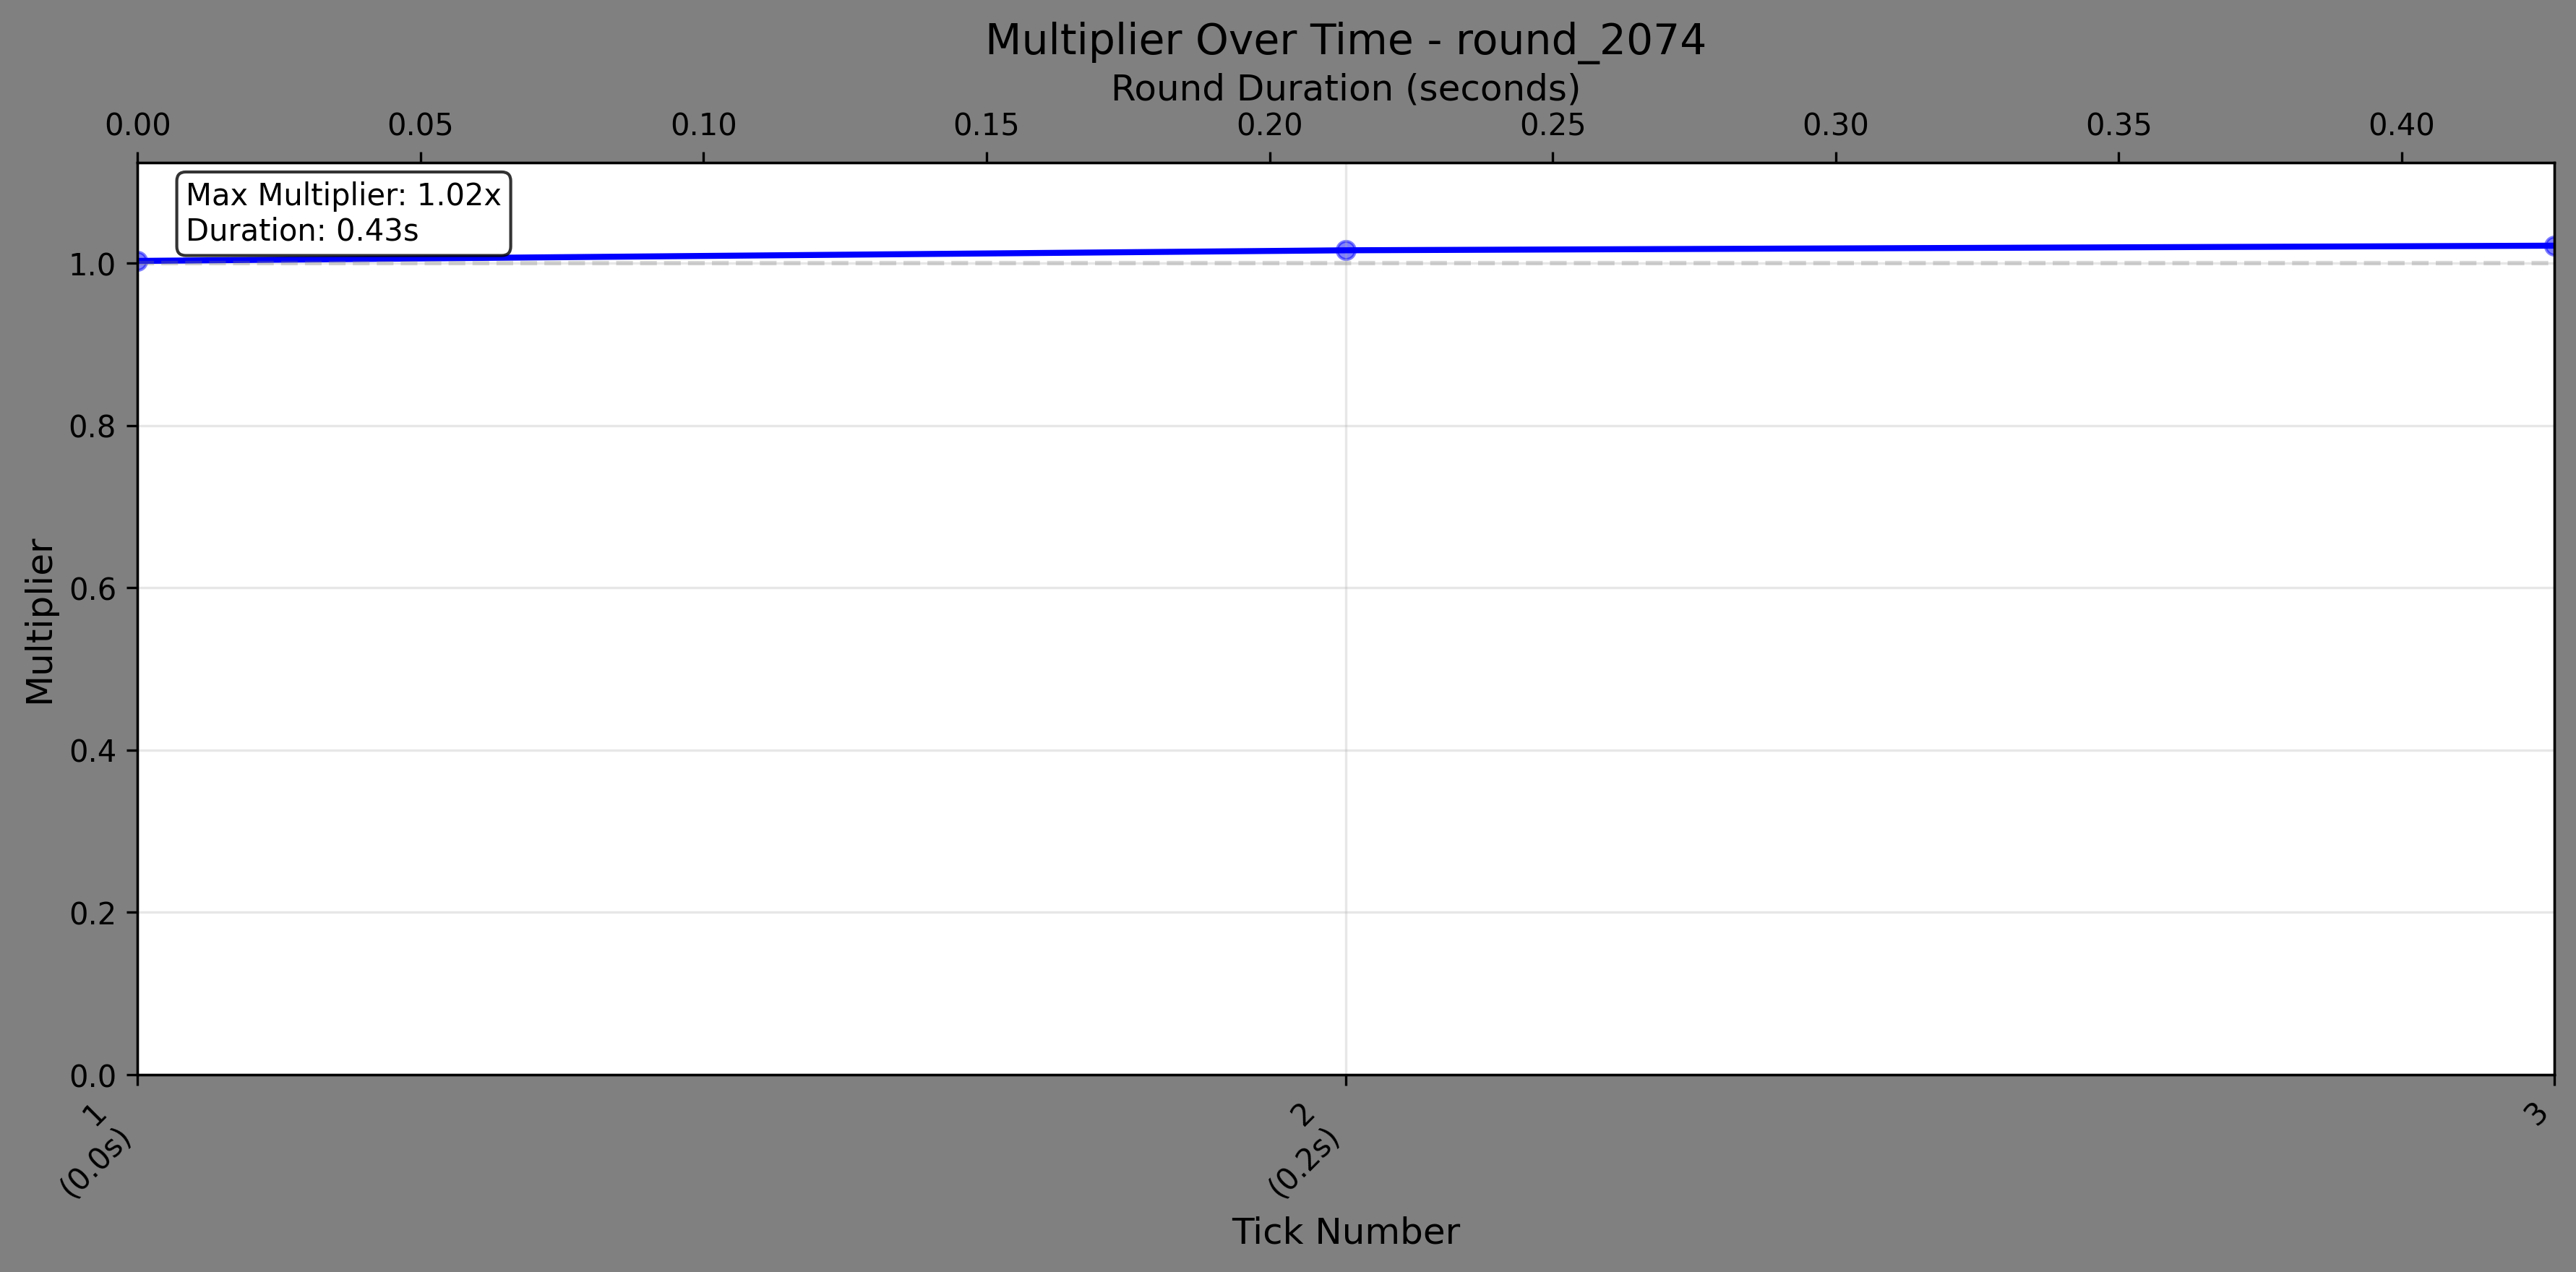 Multiplier Over Time - round_2074
Round Duration (seconds)
0.00 0.05 0.10 0.15 0.20 0.25 0.30 0.35 0.40
Max Multiplier: 1.02x
Duration: 0.43s
1.0
0.8
0.6
0.4
0.2
0.0
Multiplier
1 2 3
(0.0s) (0.2s)
Tick Number